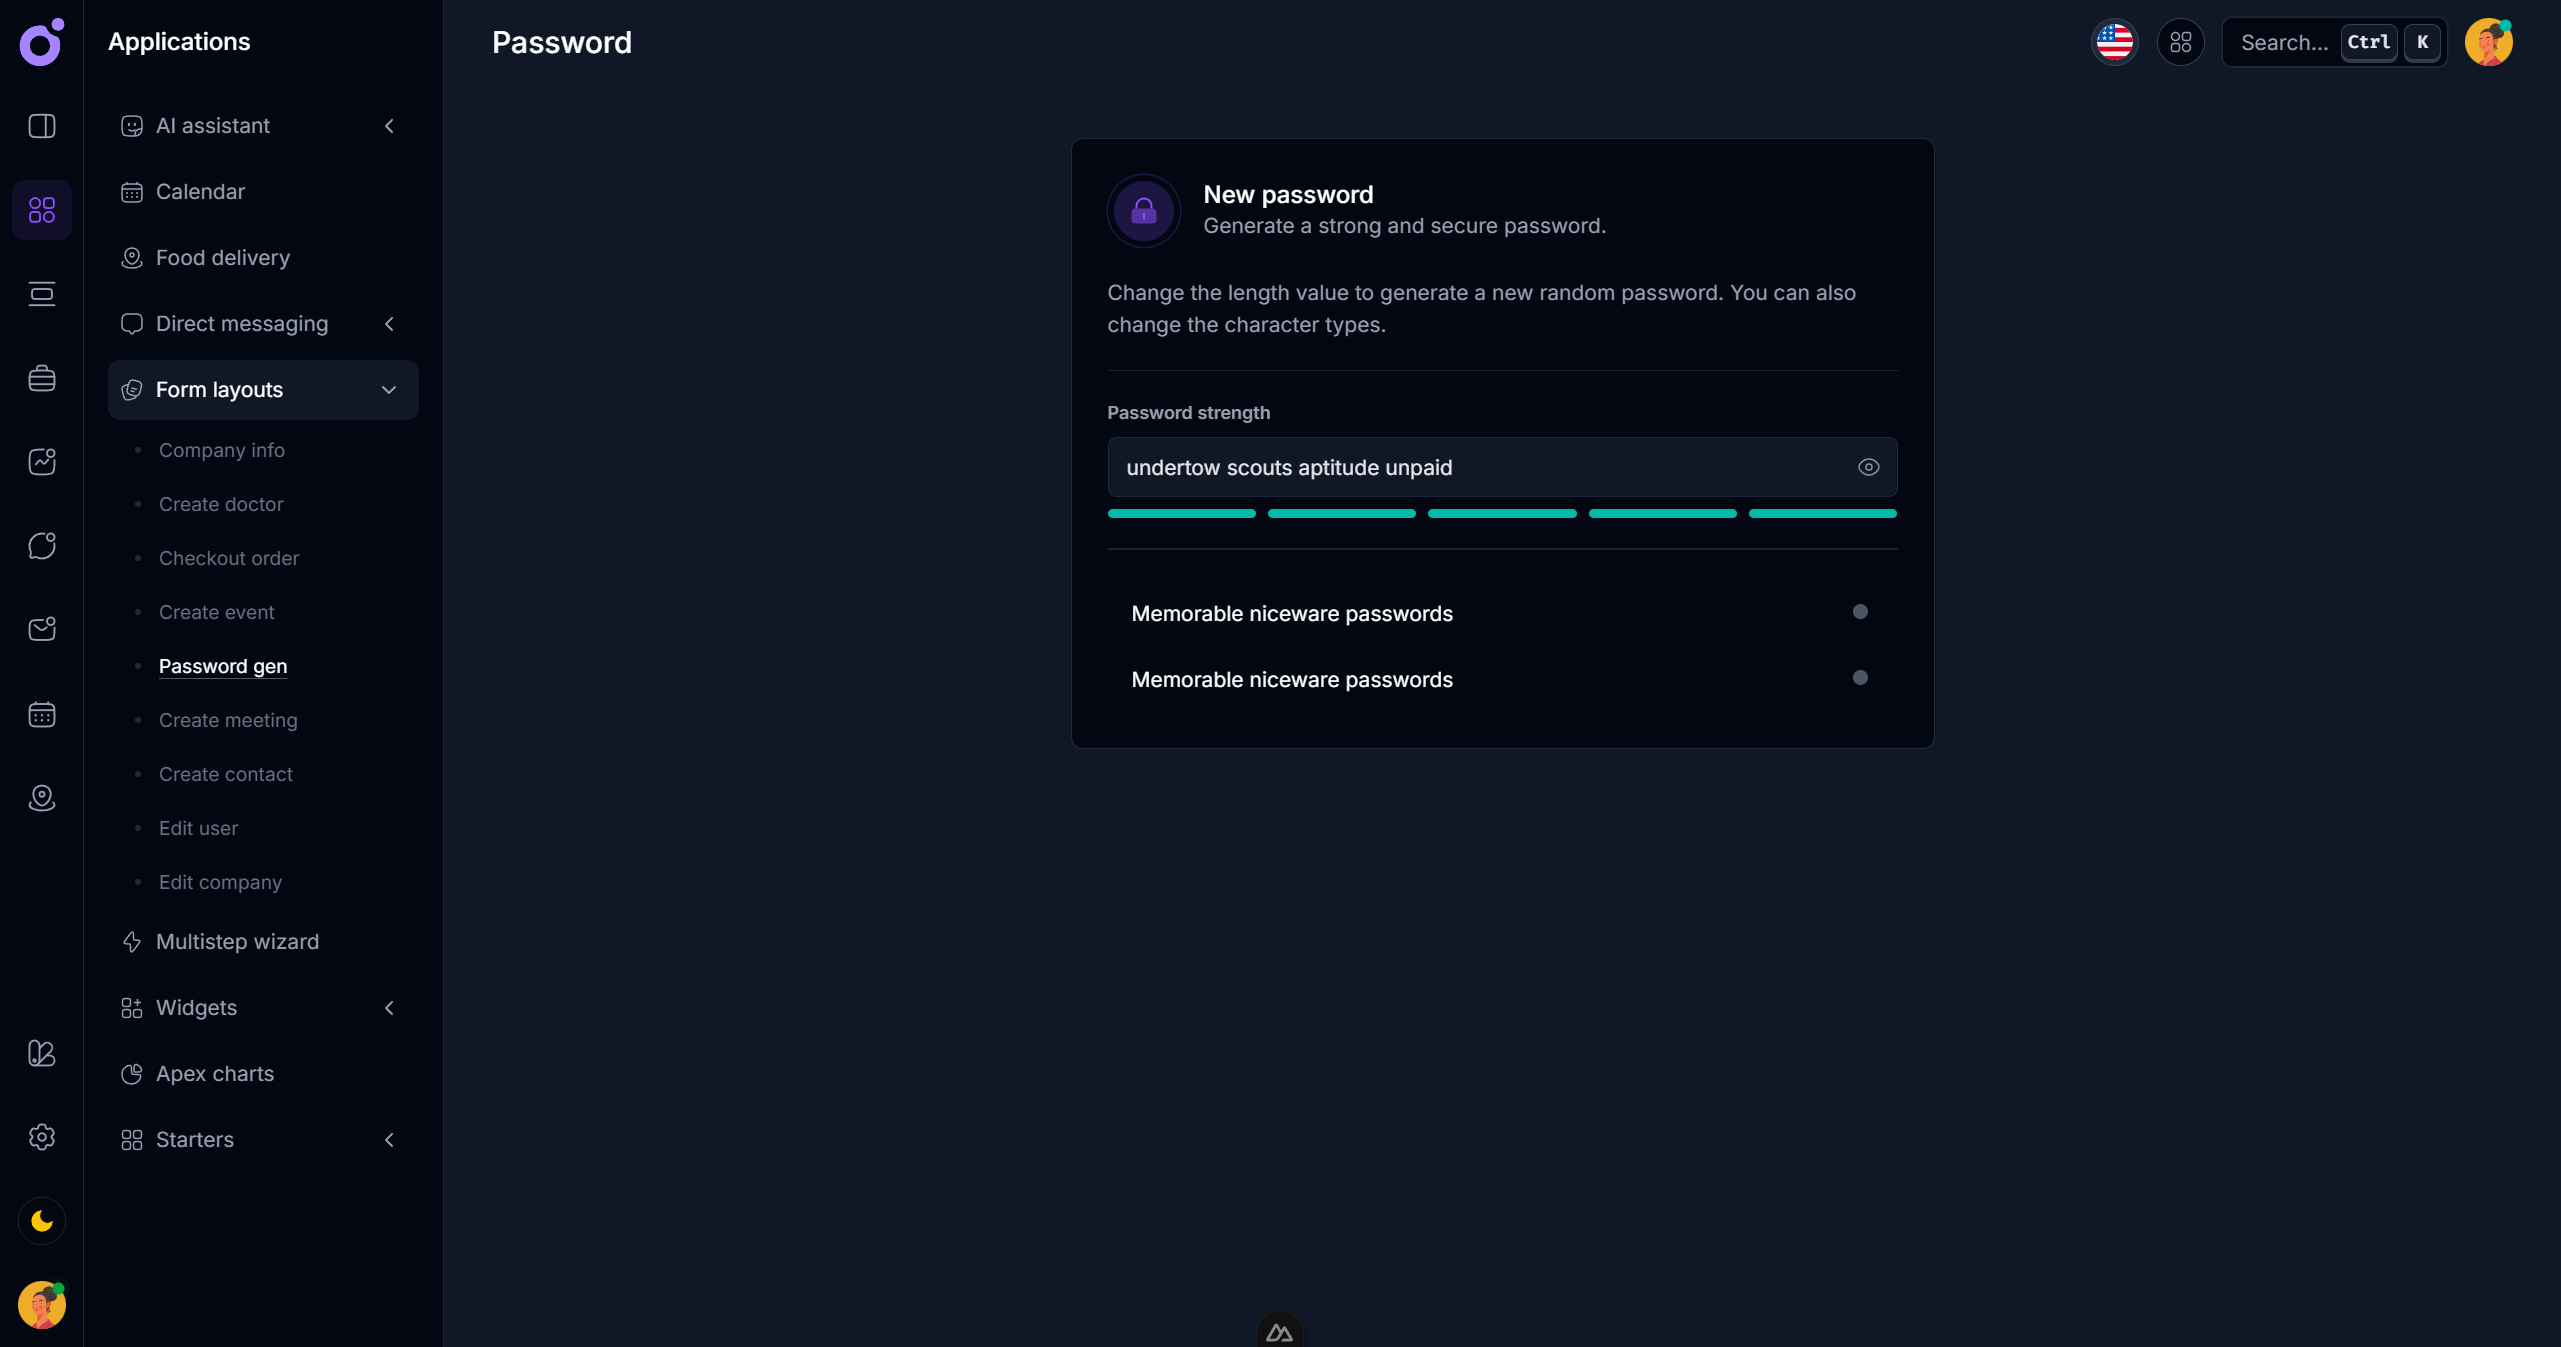 Applications
AI assistant
Calendar
Food delivery
Direct messaging
Form layouts
Company info
Create doctor
Checkout order
Create event
Password gen
Create meeting
Create contact
Edit user
Edit company
Multistep wizard
Widgets
Apex charts
Starters
Password
Search... Ctrl K
New password
Generate a strong and secure password.
Change the length value to generate a new random password. You can also
change the character types.
Password strength
undertow scouts aptitude unpaid
Memorable niceware passwords
Memorable niceware passwords